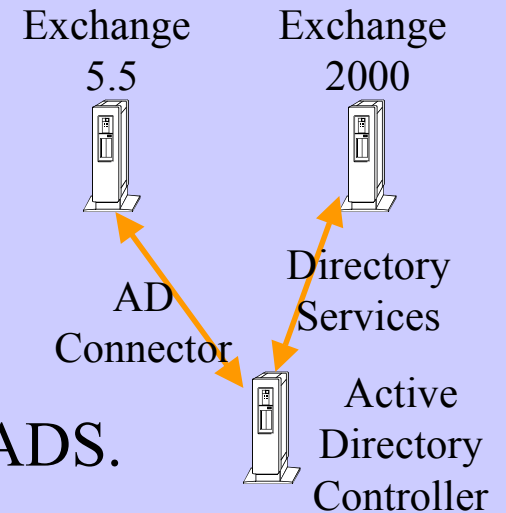 Exchange
5.5
Exchange
2000
AD
Connector
Directory
Services
ADS.
Active
Directory
Controller